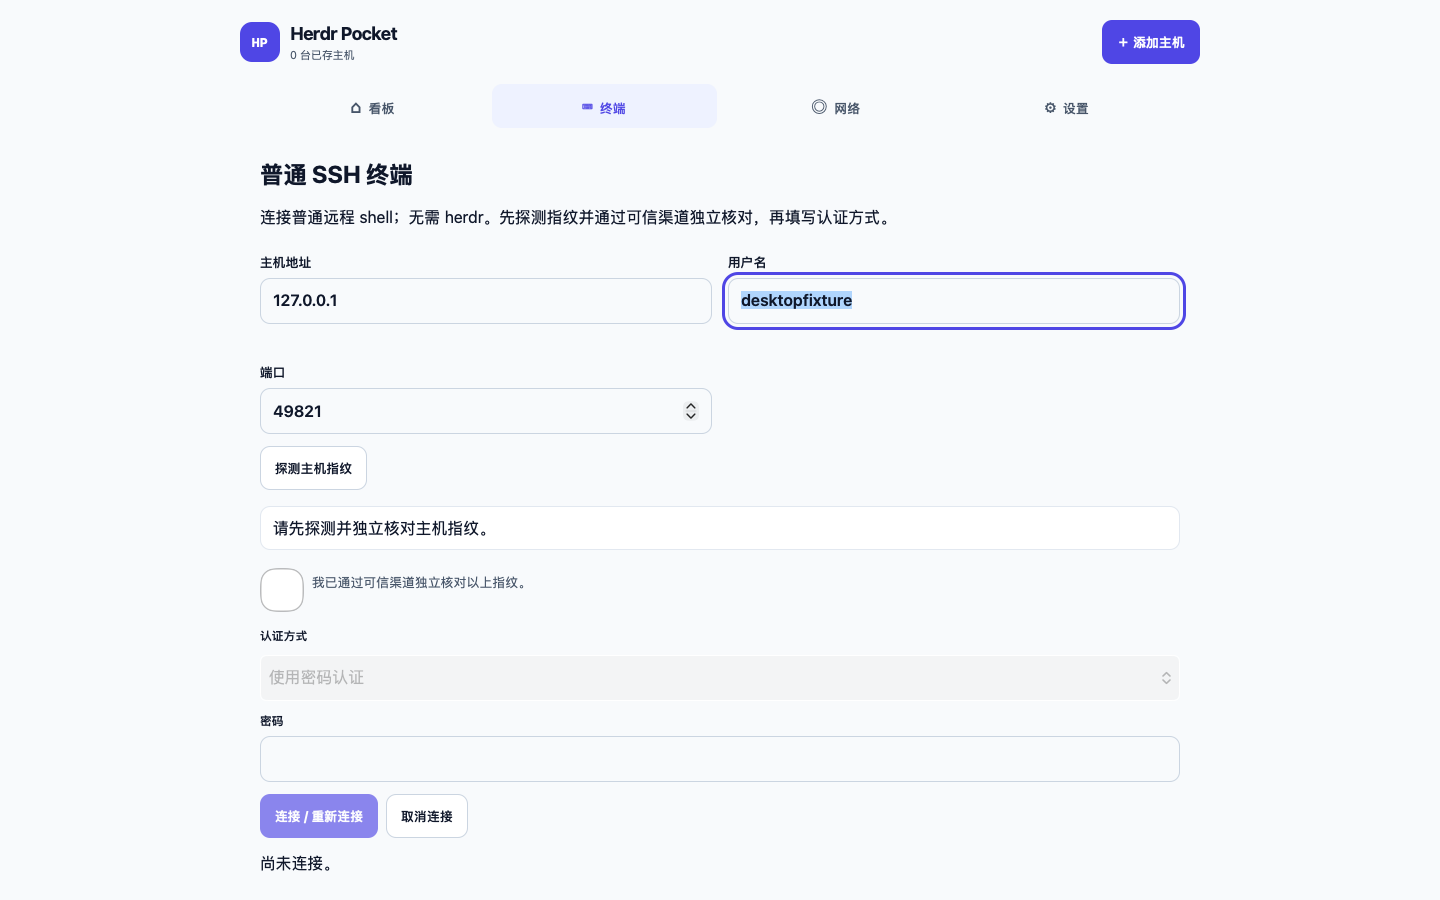 HP
Herdr Pocket
0 台已存主机
+ 添加主机
看板
终端
网络
设置
普通 SSH 终端
连接普通远程 shell；无需 herdr。先探测指纹并通过可信渠道独立核对，再填写认证方式。
主机地址
用户名
127.0.0.1
desktopfixture
端口
49821
探测主机指纹
请先探测并独立核对主机指纹。
我已通过可信渠道独立核对以上指纹。
认证方式
使用密码认证
密码
连接 / 重新连接
取消连接
尚未连接。